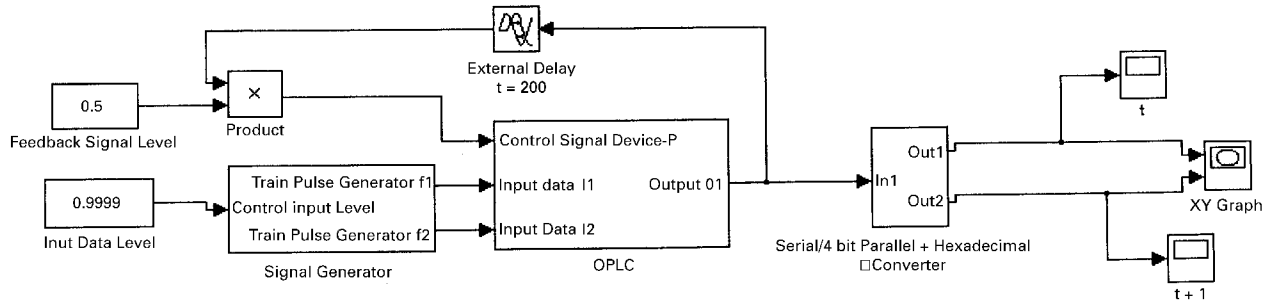 External Delay
t = 200
0.5
Feedback Signal Level
×
Product
0.9999
Inut Data Level
Train Pulse Generator f1
Control input Level
Train Pulse Generator f2
Signal Generator
Control Signal Device-P
Input data I1
Output 01
Input Data I2
OPLC
In1
Out1
Out2
Serial/4 bit Parallel + Hexadecimal
□Converter
t
XY Graph
t + 1